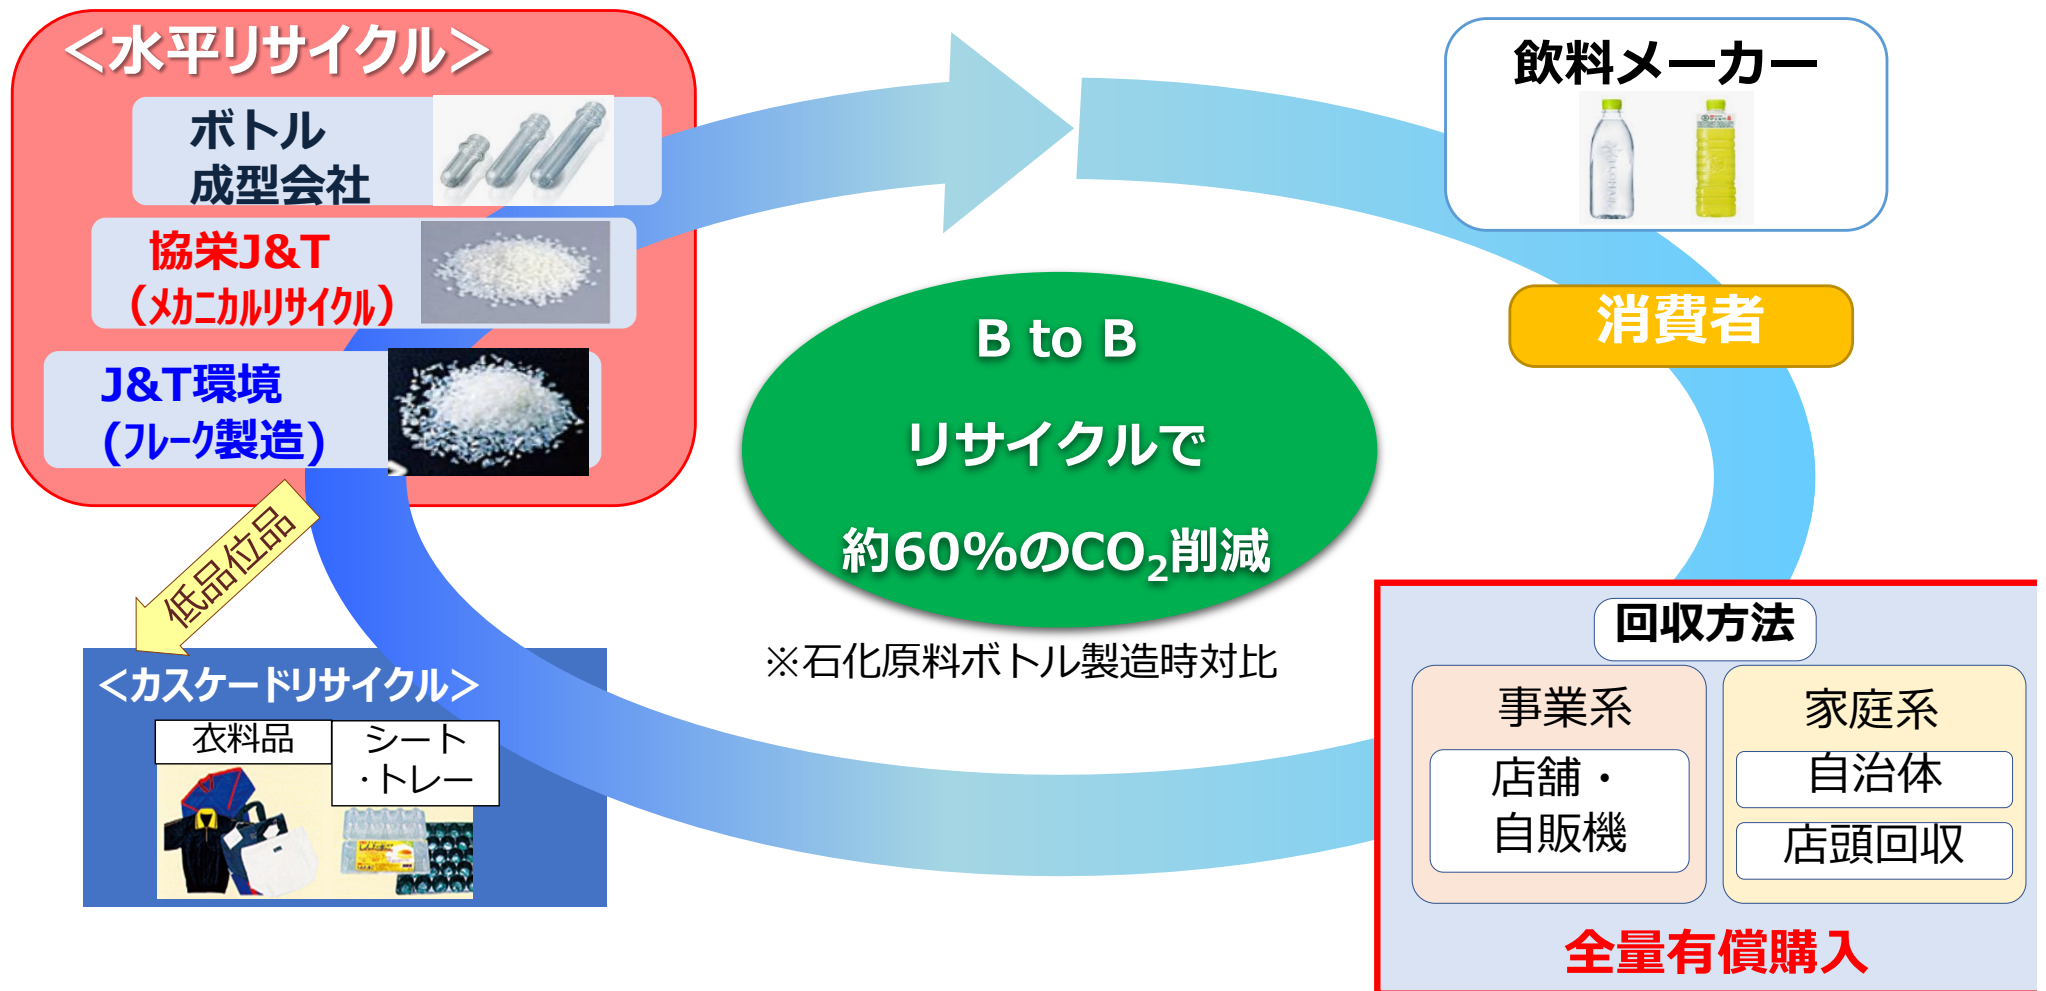 ＜水平リサイクル＞
ボトル
成型会社
協栄J&T
（ﾒｶﾆｶﾙﾘｻｲｸﾙ）
J&T環境
(ﾌﾚｰｸ製造)
低品位品
＜カスケードリサイクル＞
衣料品
シート
・トレー
B to B
リサイクルで
約60%のCO₂削減
※石化原料ボトル製造時対比
飲料メーカー
消費者
回収方法
事業系
店舗・
自販機
家庭系
自治体
店頭回収
全量有償購入